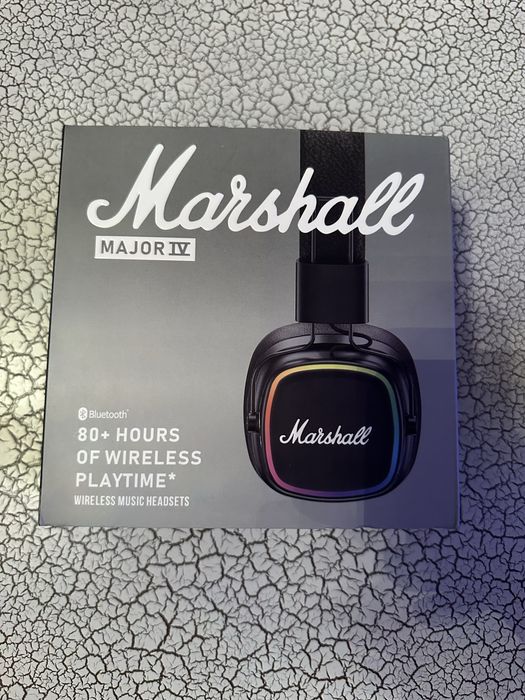 Marshall
MAJOR IV
Bluetooth®
80+ HOURS
OF WIRELESS
PLAYTIME*
WIRELESS MUSIC HEADSETS
Marshall